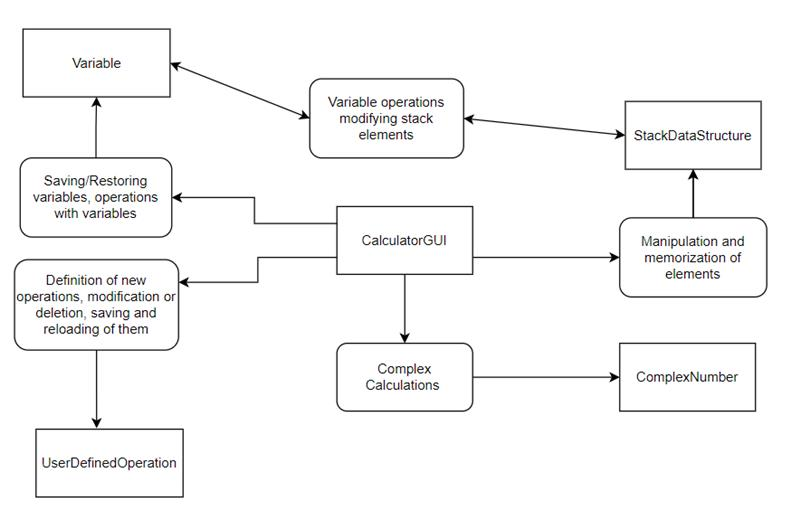 Variable
Variable operations
modifying stack
elements
StackDataStructure
Saving/Restoring
variables, operations
with variables
CalculatorGUI
Manipulation and
memorization of
elements
Definition of new
operations, modification or
deletion, saving and
reloading of them
Complex
Calculations
ComplexNumber
UserDefinedOperation